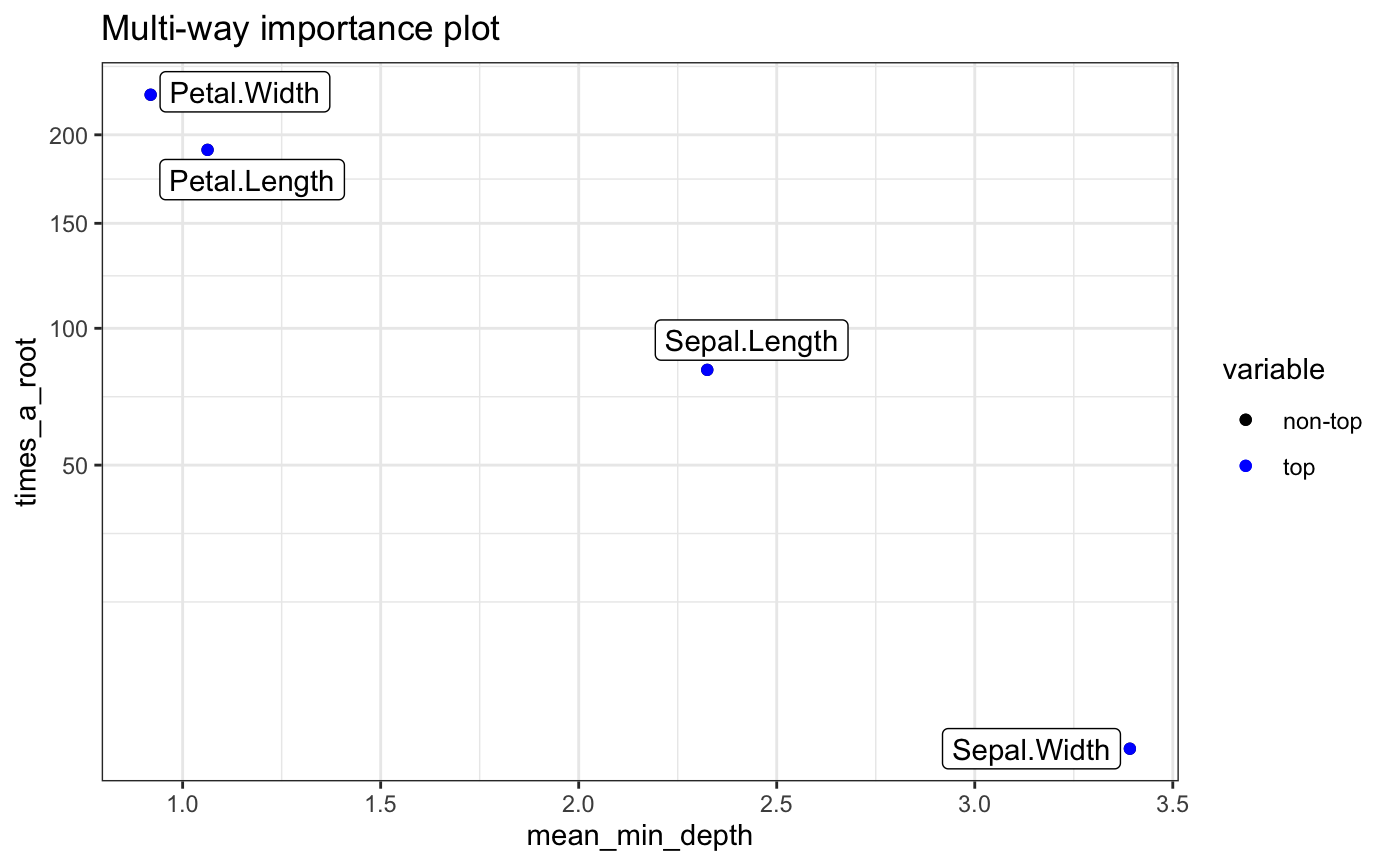 Multi-way importance plot
Petal.Width
Petal.Length
Sepal.Length
Sepal.Width
200
150
100
50
times_a_root
1.0
1.5
2.0
2.5
3.0
3.5
mean_min_depth
variable
non-top
top